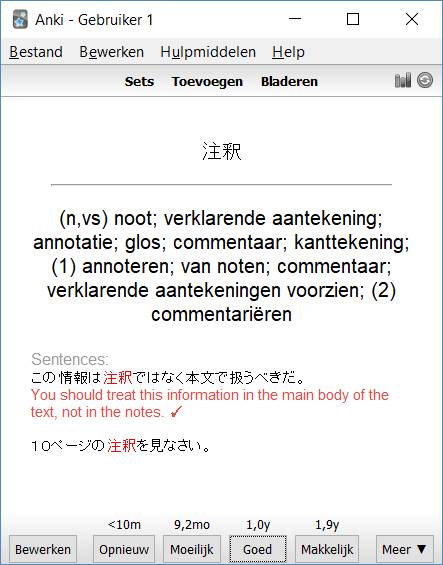 Anki - Gebruiker 1
Bestand Bewerken Hulpmiddelen Help
Sets Toevoegen Bladeren
注釈
(n,vs) noot; verklarende aantekening;
annotatie; glos; commentaar; kanttekening;
(1) annoteren; van noten; commentaar;
verklarende aantekeningen voorzien; (2)
commentariëren
Sentences:
この情報は注釈ではなく本文で扱うべきだ。
You should treat this information in the main body of the
text, not in the notes. ✓
１０ページの注釈を見なさい。
<10m 9,2mo 1,0y 1,9y
Bewerken Opnieuw Moeilijk Goed Makkelijk Meer ▼